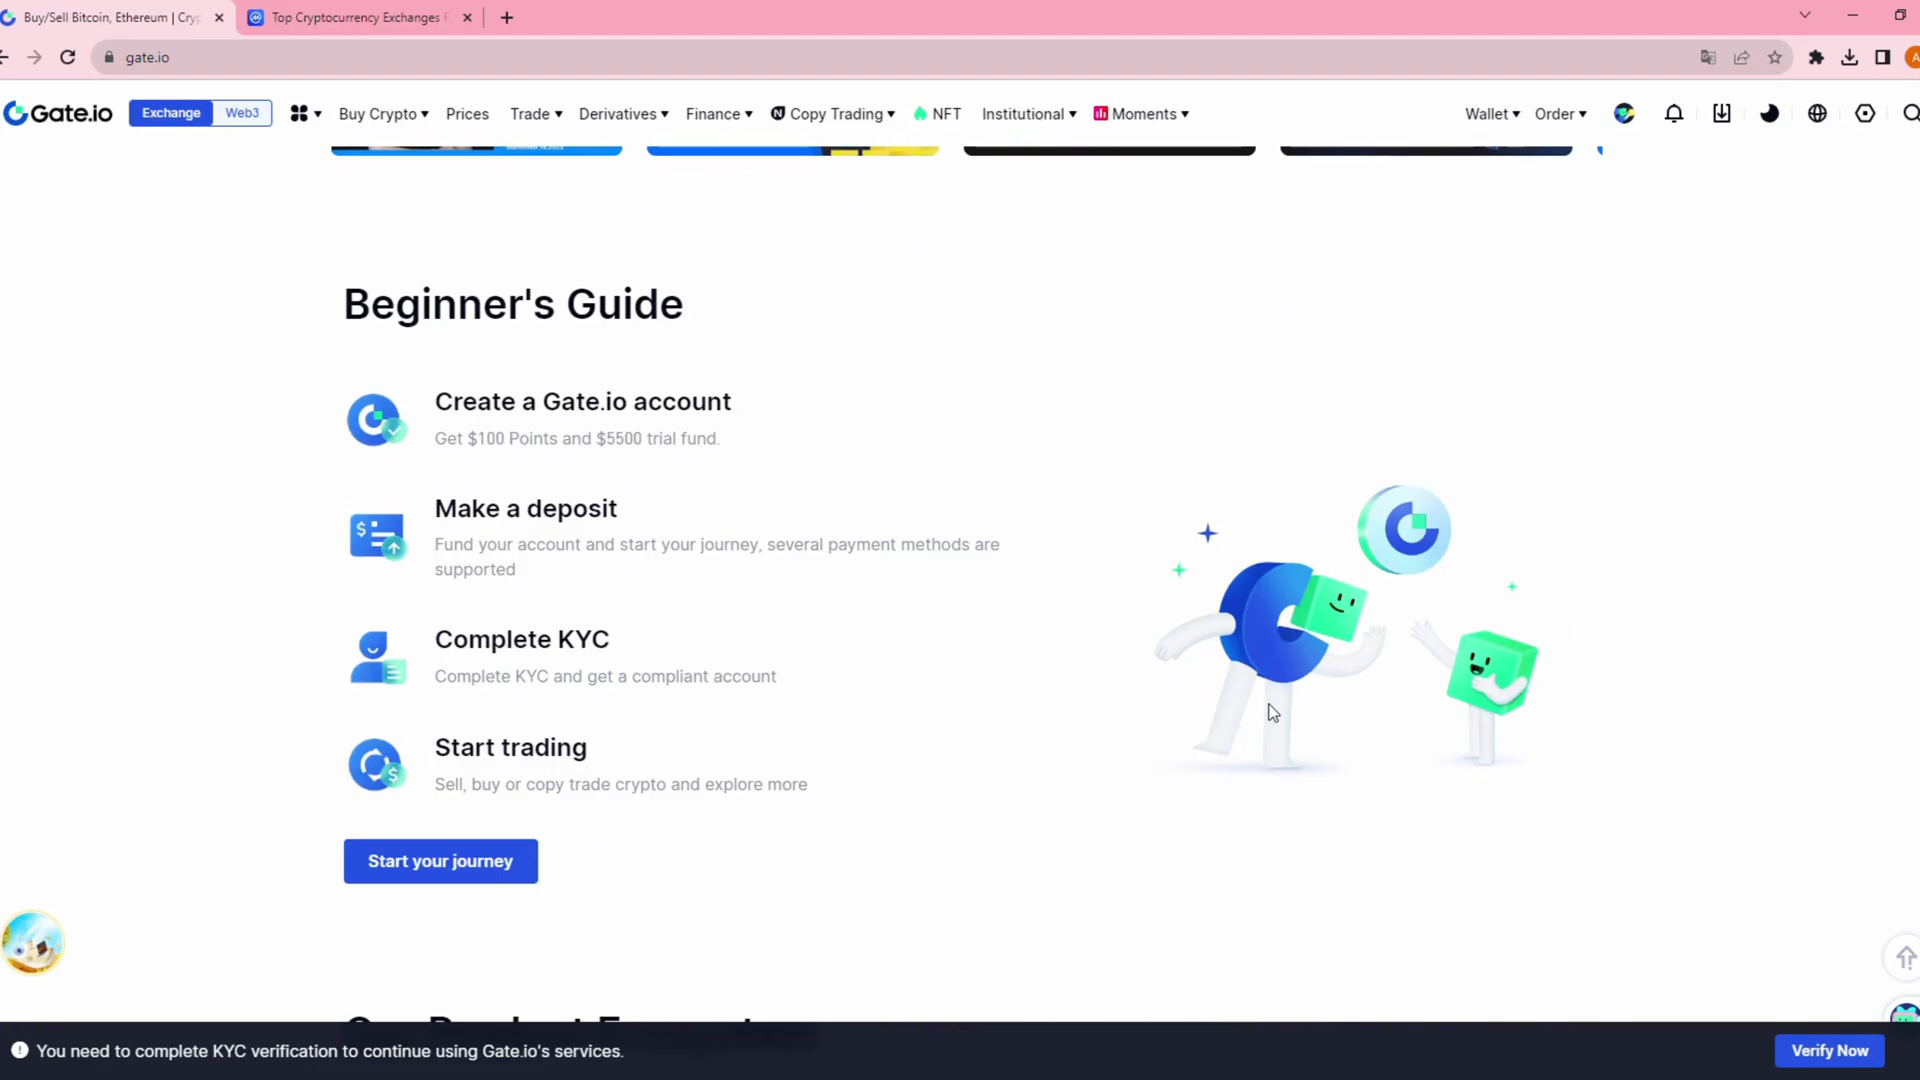 Buy/Sell Bitcoin, Ethereum | Cry
Top Cryptocurrency Exchanges
gate.io
Gate.io
Exchange
Web3
Buy Crypto
Prices
Trade
Derivatives
Finance
Copy Trading
NFT
Institutional
Moments
Wallet
Order
Beginner's Guide
Create a Gate.io account
Get $100 Points and $5500 trial fund.
Make a deposit
Fund your account and start your journey, several payment methods are
supported
Complete KYC
Complete KYC and get a compliant account
Start trading
Sell, buy or copy trade crypto and explore more
Start your journey
You need to complete KYC verification to continue using Gate.io's services.
Verify Now